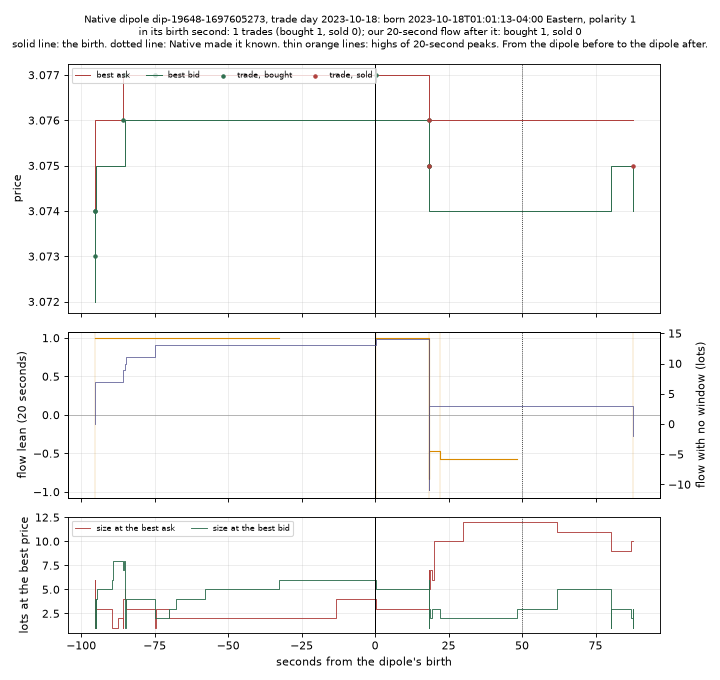 Native dipole dip-19648-1697605273, trade day 2023-10-18: born 2023-10-18T01:01:13-04:00 Eastern, polarity 1
in its birth second: 1 trades (bought 1, sold 0); our 20-second flow after it: bought 1, sold 0
solid line: the birth. dotted line: Native made it known. thin orange lines: highs of 20-second peaks. From the dipole before to the dipole after.
best ask best bid trade, bought trade, sold
3.077
3.076
3.075
3.074
3.073
3.072
price
1.0
0.5
0.0
−0.5
−1.0
flow lean (20 seconds)
15
10
5
0
−5
−10
flow with no window (lots)
size at the best ask size at the best bid
12.5
10.0
7.5
5.0
2.5
lots at the best price
−100 −75 −50 −25 0 25 50 75
seconds from the dipole's birth